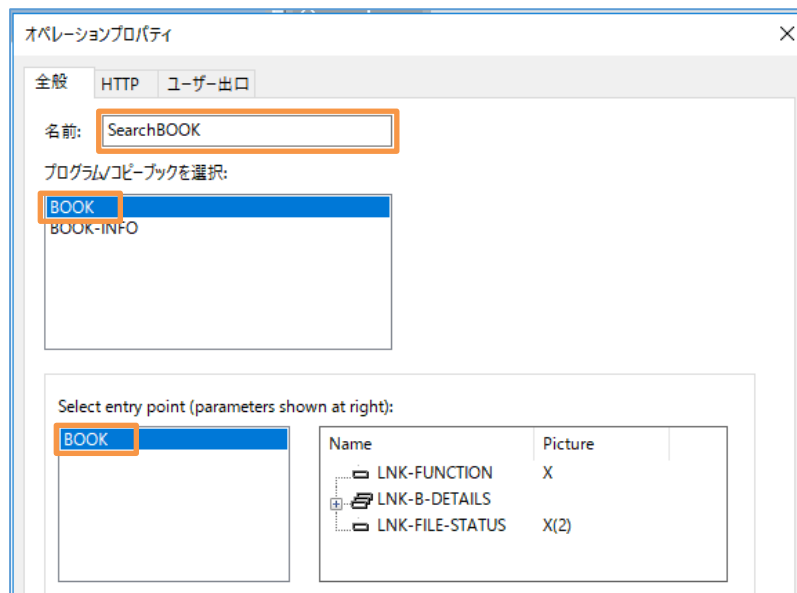 オペレーションプロパティ
全般 HTTP ユーザー出口
名前: SearchBOOK
プログラム/コピーブックを選択:
BOOK
BOOK-INFO
Select entry point (parameters shown at right):
BOOK
Name Picture
LNK-FUNCTION X
LNK-B-DETAILS
LNK-FILE-STATUS X(2)